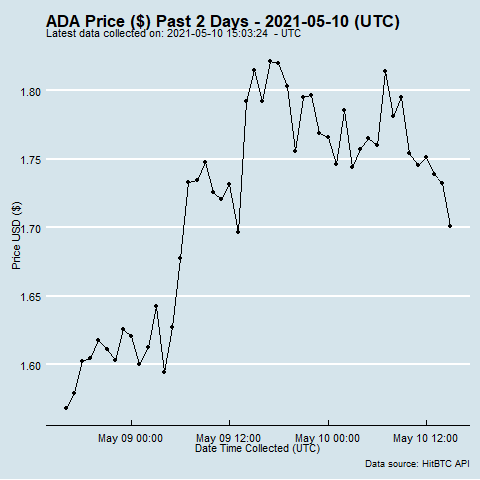 ADA Price ($) Past 2 Days - 2021-05-10 (UTC)
Latest data collected on: 2021-05-10 15:03:24 - UTC
1.80
1.75
1.70
1.65
1.60
Price USD ($)
May 09 00:00 May 09 12:00 May 10 00:00 May 10 12:00
Date Time Collected (UTC)
Data source: HitBTC API